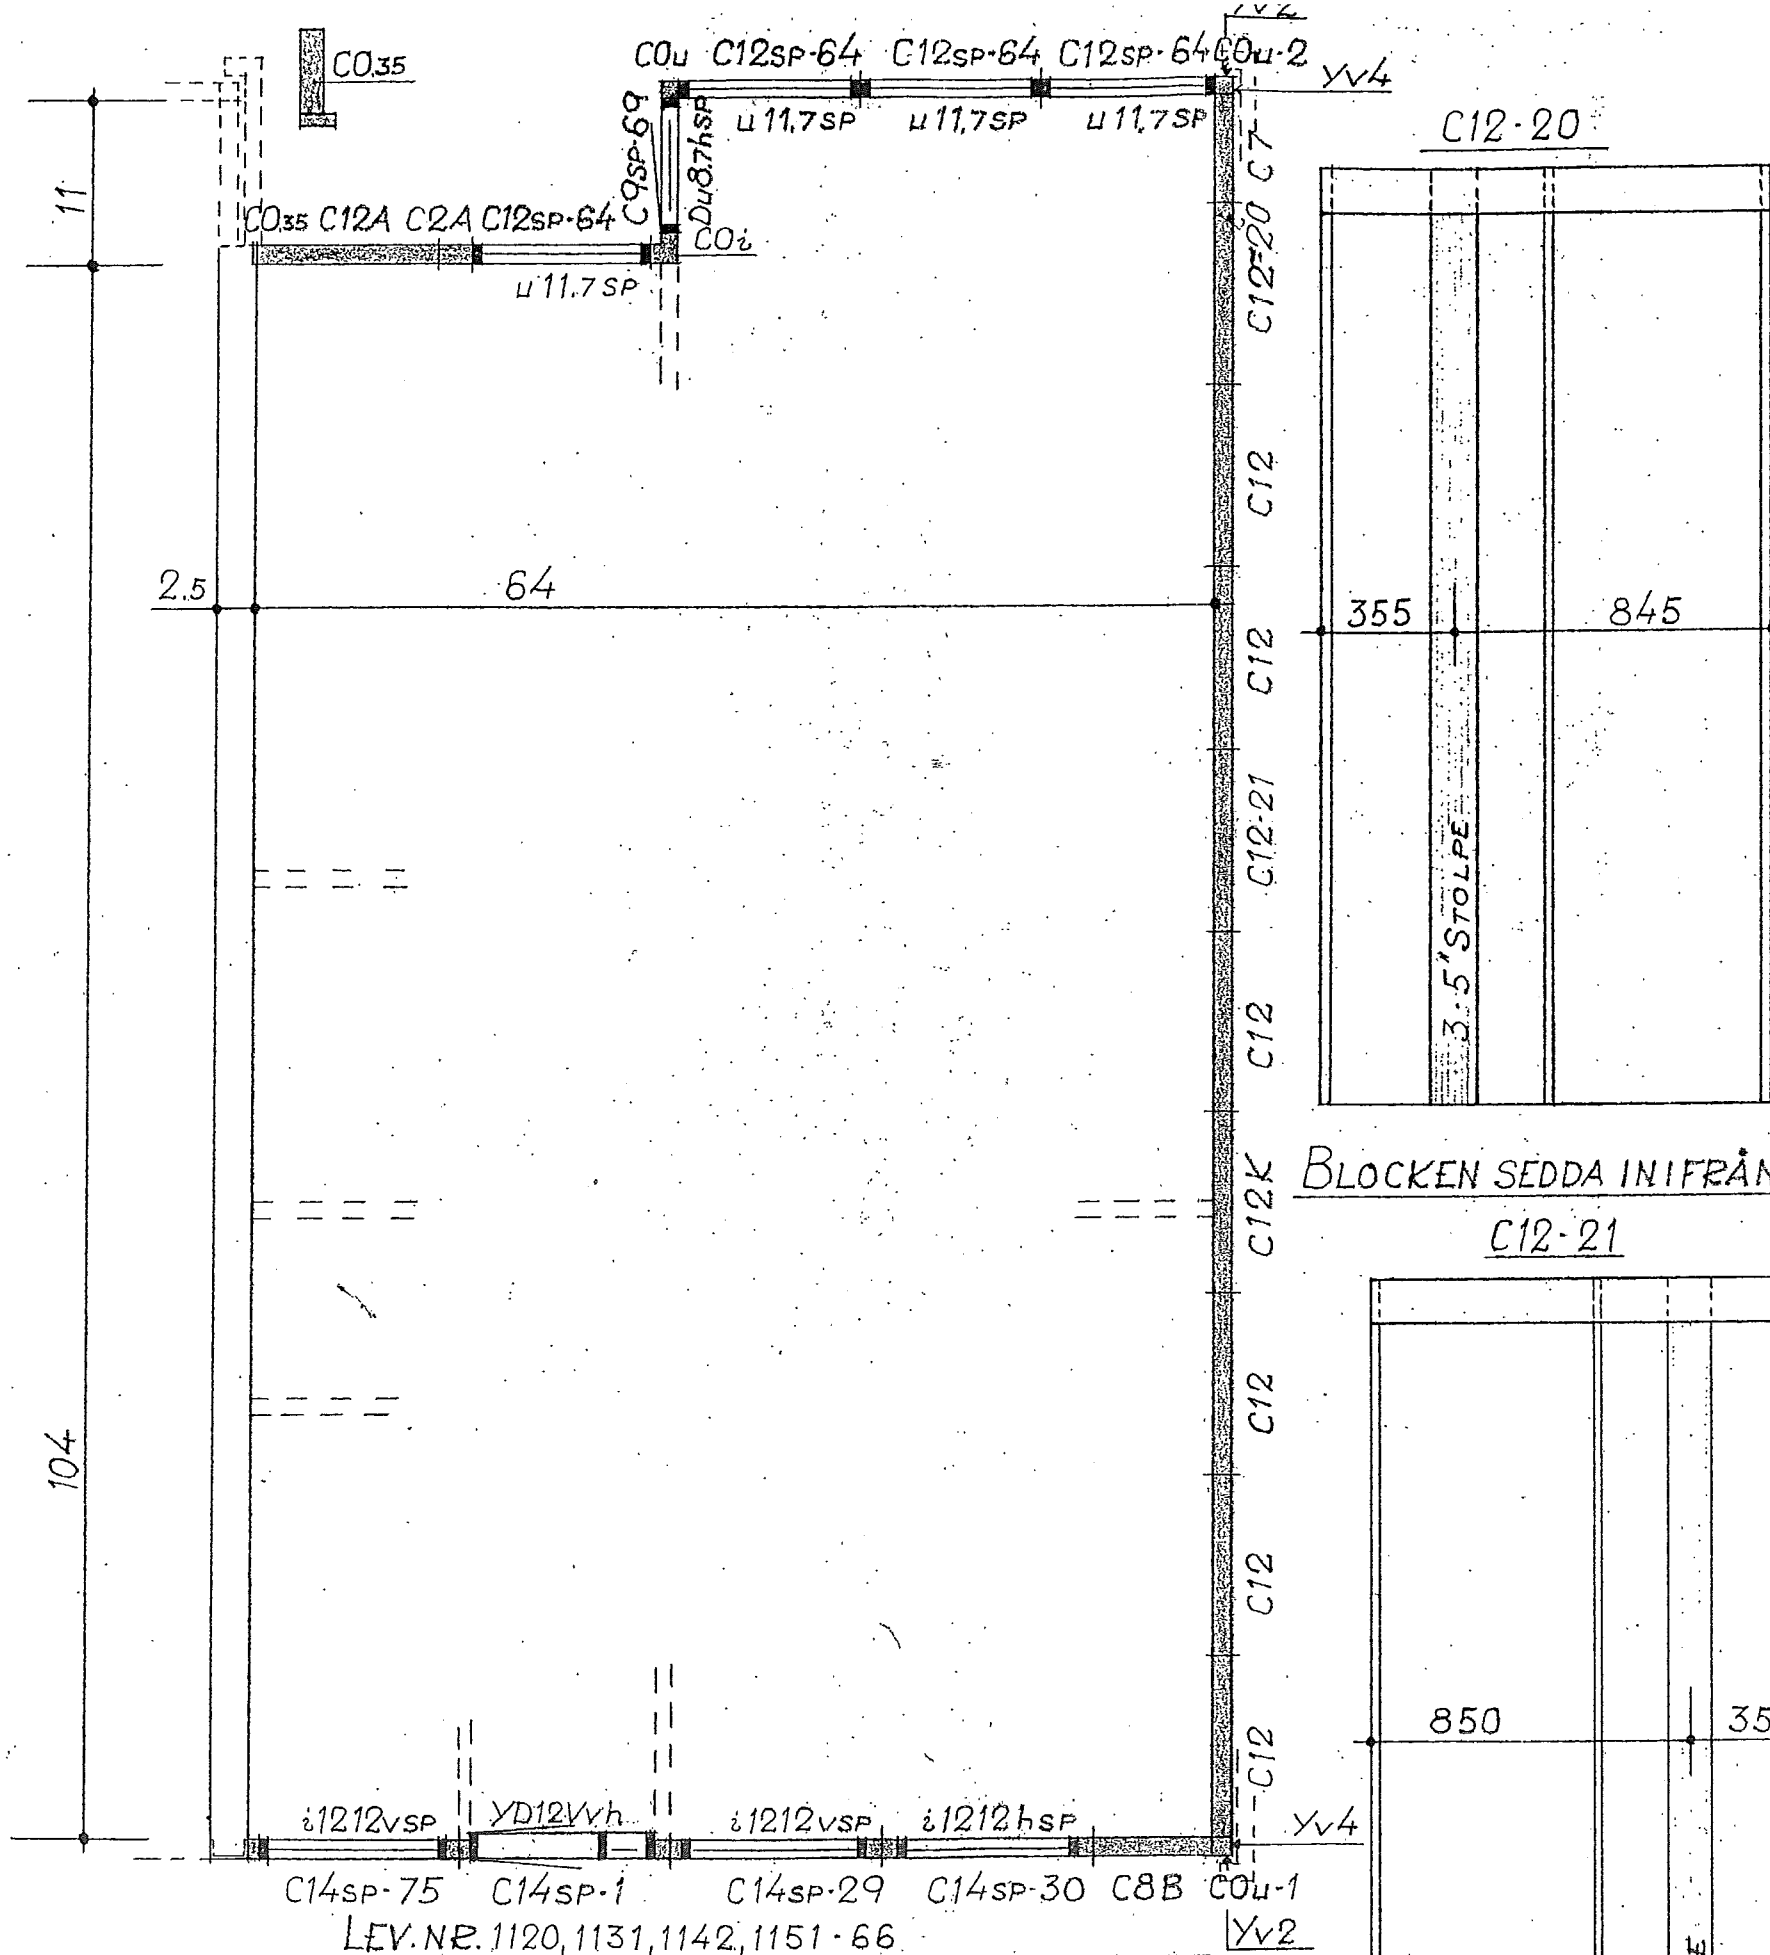 C0.35
C0u C12SP-64 C12SP-64 C12SP-64 C0u-2
Yv4
u11.7SP u11.7SP u11.7SP
C9SP-69
Du8.7hSP
C7
C12-20
11
C0.35 C12A C2A C12SP-64
C0i
u11.7SP
C12-20
C12
2.5 64
355 845
C12
C12-21
3.5" STOLPE
C12
BLOCKEN SEDDA INIFRÅN
C12K
C12-21
C12
104
C12
850
C12
i1212vSP YD12Vvh i1212vSP i1212hSP
Yv4
C14SP-75 C14SP-1 C14SP-29 C14SP-30 C8B C0u-1
LEV.NR. 1120, 1131, 1142, 1151-66
Yv2